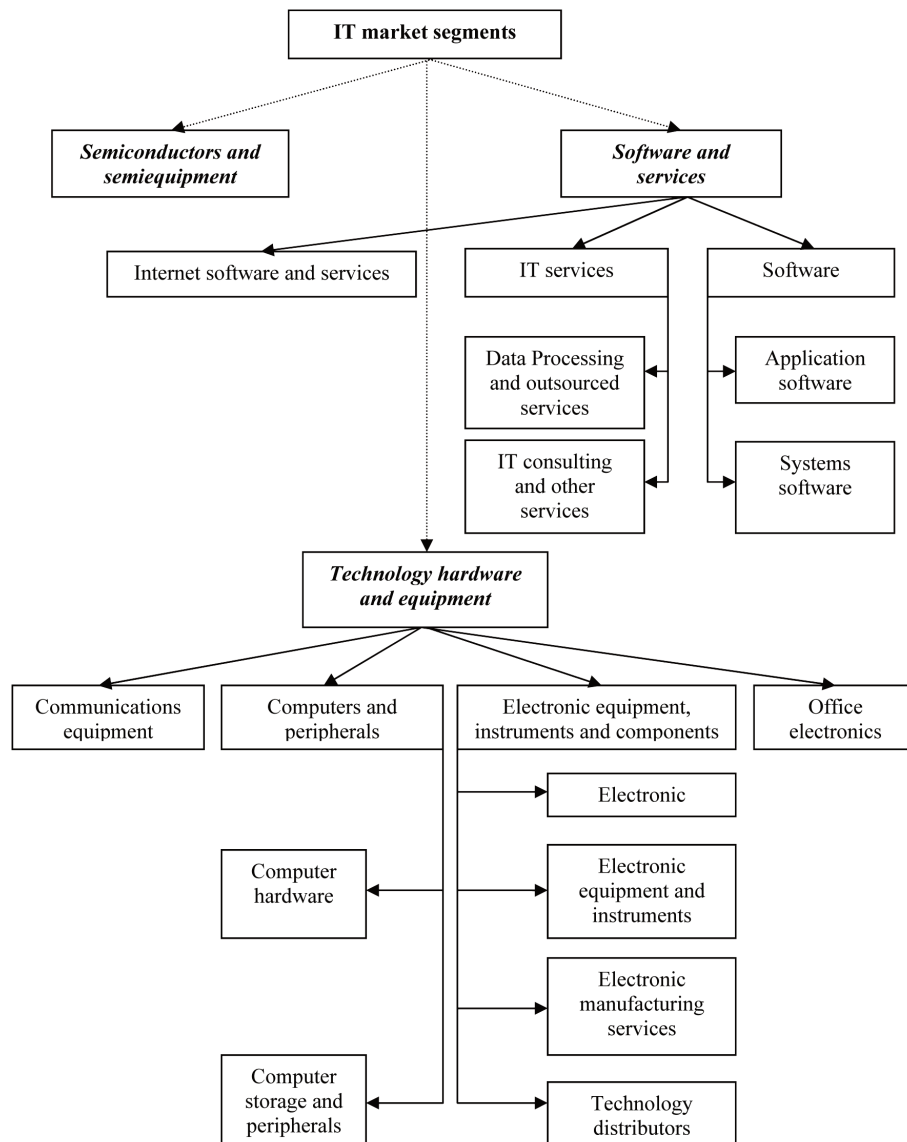 IT market segments
Semiconductors and
semiequipment
Software and
services
Internet software and services
IT services
Software
Data Processing
and outsourced
services
Application
software
IT consulting
and other
services
Systems
software
Technology hardware
and equipment
Communications
equipment
Computers and
peripherals
Electronic equipment,
instruments and components
Office
electronics
Electronic
Computer
hardware
Electronic
equipment and
instruments
Electronic
manufacturing
services
Computer
storage and
peripherals
Technology
distributors